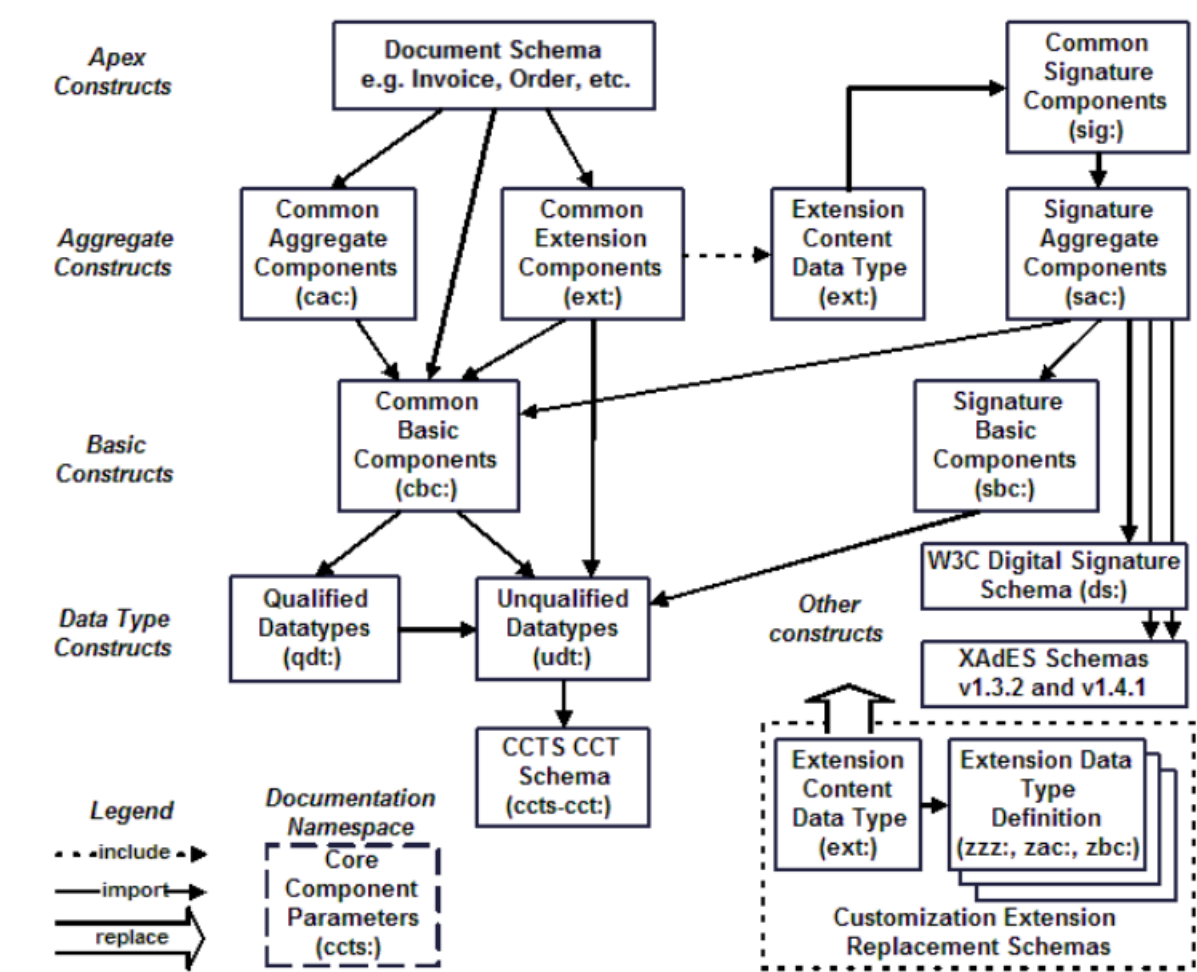 Apex
Constructs
Document Schema
e.g. Invoice, Order, etc.
Common
Signature
Components
(sig:)
Aggregate
Constructs
Common
Aggregate
Components
(cac:)
Common
Extension
Components
(ext:)
Extension
Content
Data Type
(ext:)
Signature
Aggregate
Components
(sac:)
Basic
Constructs
Common
Basic
Components
(cbc:)
Signature
Basic
Components
(sbc:)
W3C Digital Signature
Schema (ds:)
Data Type
Constructs
Qualified
Datatypes
(qdt:)
Unqualified
Datatypes
(udt:)
Other
constructs
XAdES Schemas
v1.3.2 and v1.4.1
CCTS CCT
Schema
(ccts-cct:)
Extension
Content
Data Type
(ext:)
Extension Data
Type
Definition
(zzz:, zac:, zbc:)
Customization Extension
Replacement Schemas
Legend
include
import
replace
Documentation
Namespace
Core
Component
Parameters
(ccts:)